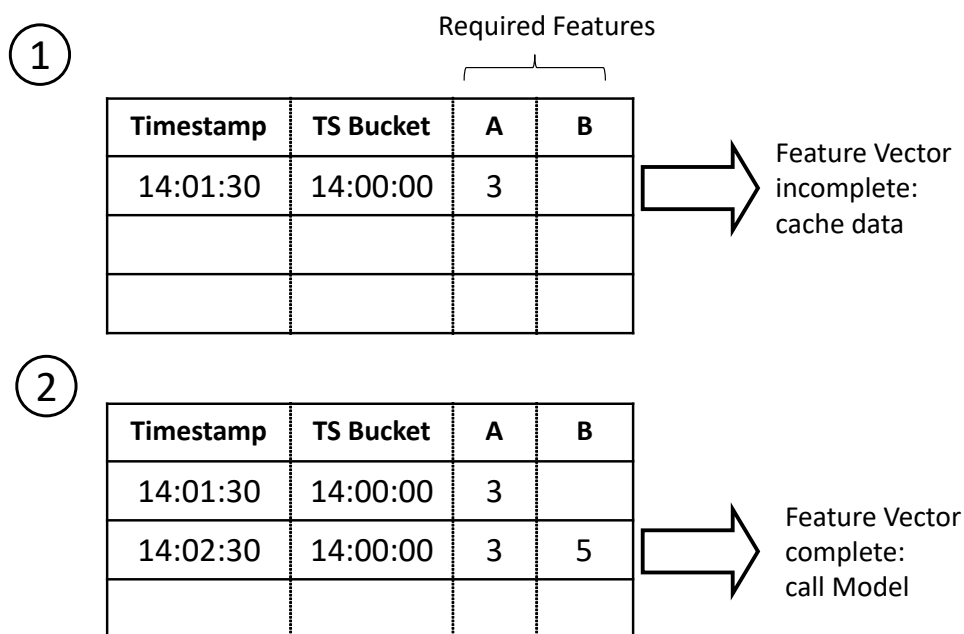 Required Features
1
Timestamp TS Bucket A B
14:01:30 14:00:00 3
Feature Vector
incomplete:
cache data
2
Timestamp TS Bucket A B
14:01:30 14:00:00 3
14:02:30 14:00:00 3 5
Feature Vector
complete:
call Model